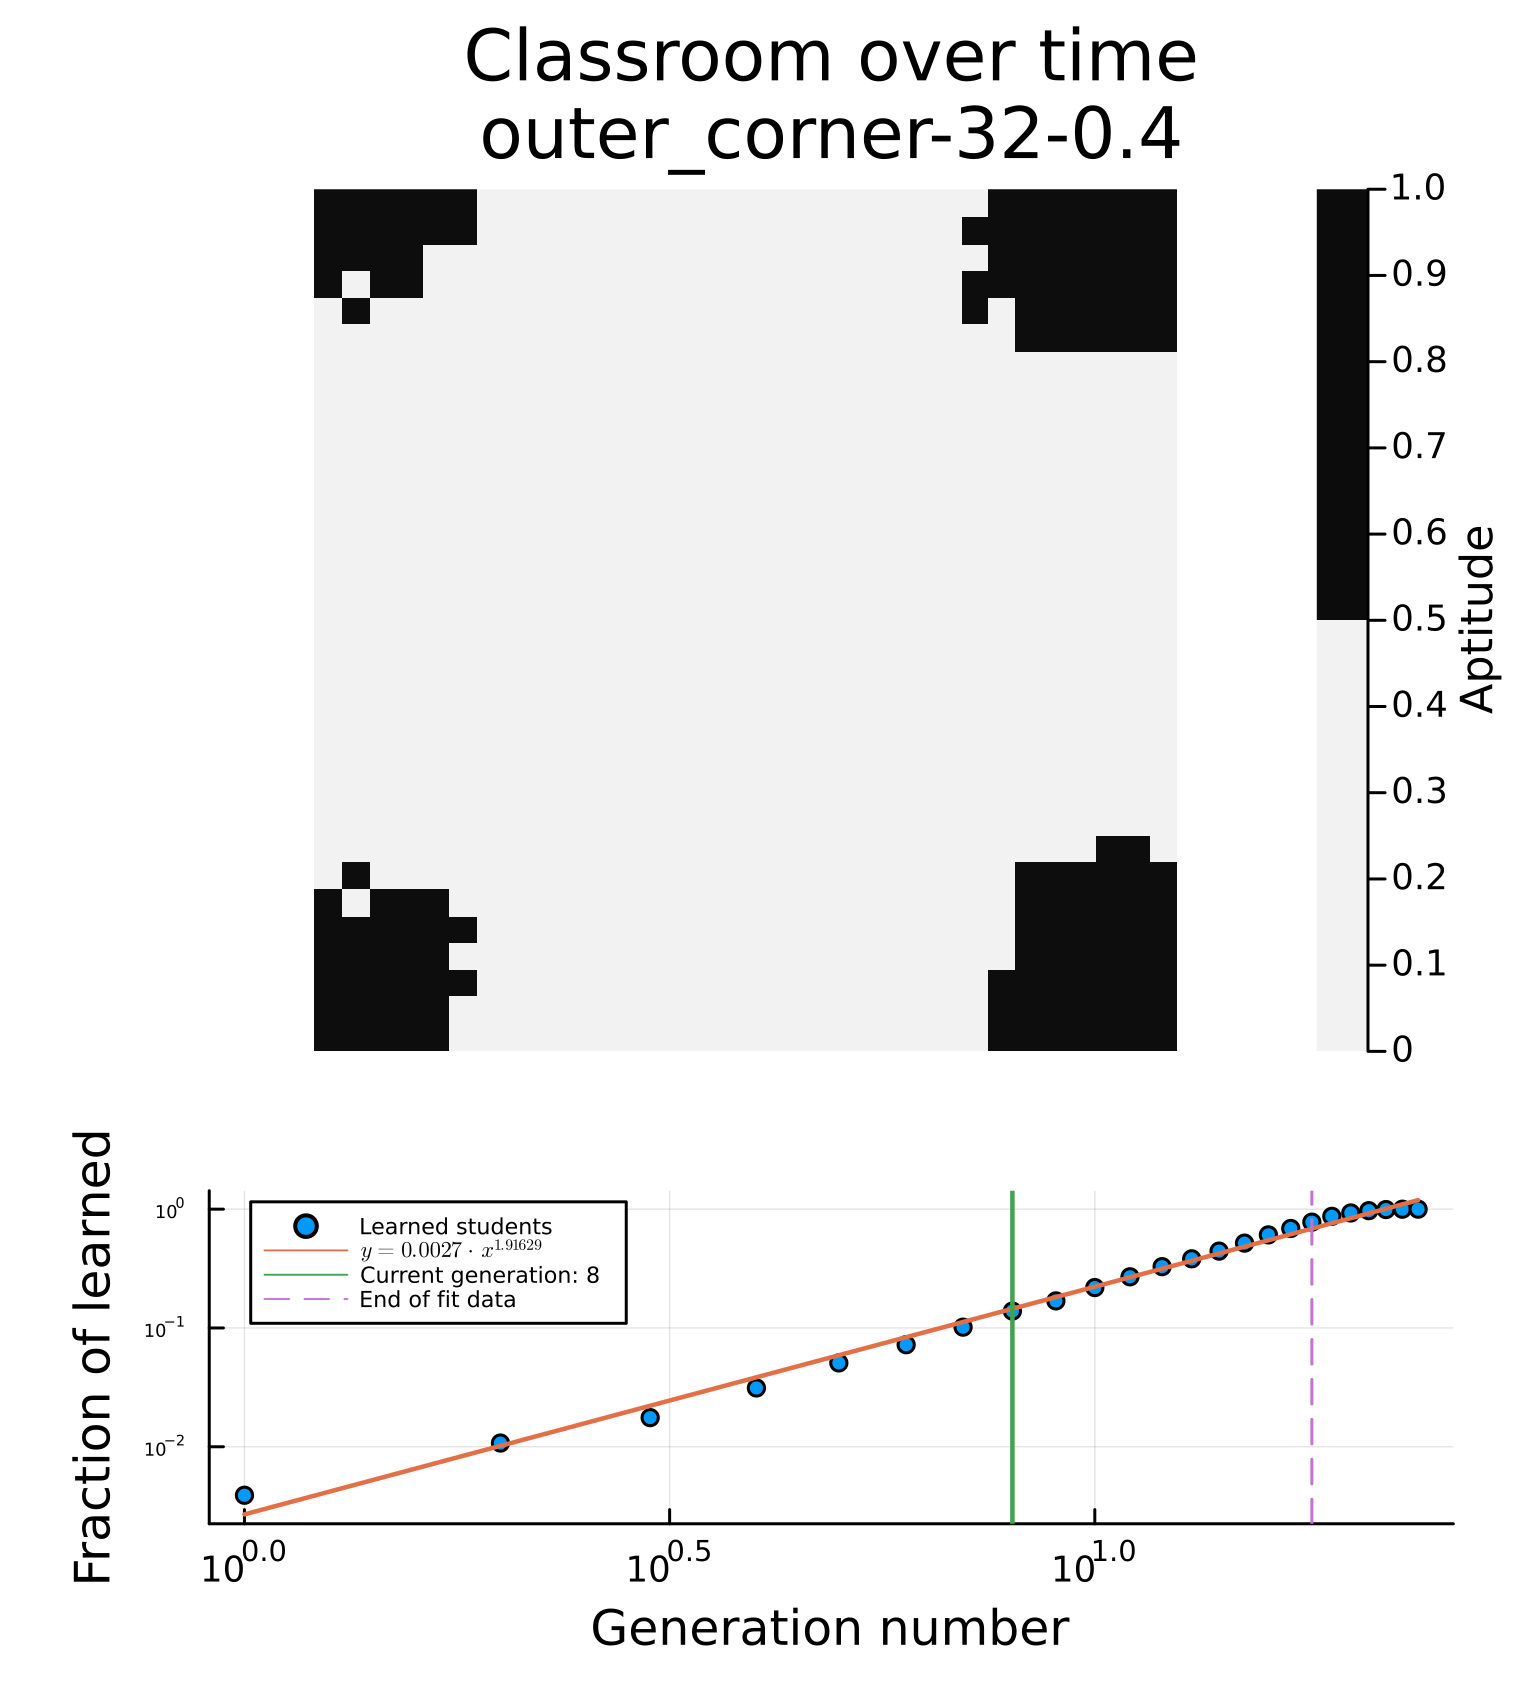 Classroom over time
outer_corner-32-0.4
1.0
0.9
0.8
0.7
0.6
0.5
0.4
0.3
0.2
0.1
0
Aptitude
Fraction of learned
10^0
10^-1
10^-2
Learned students
y = 0.0027 · x^1.91629
Current generation: 8
End of fit data
10^0.0
10^0.5
10^1.0
Generation number